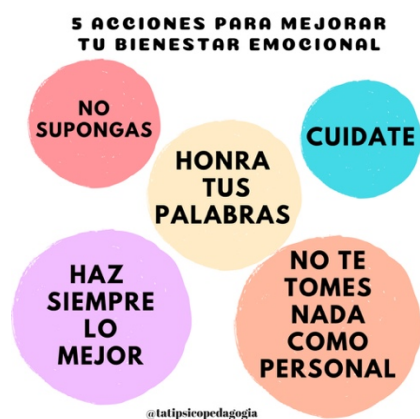 5 ACCIONES PARA MEJORAR
TU BIENESTAR EMOCIONAL
NO
SUPONGAS
CUIDATE
HONRA
TUS
PALABRAS
HAZ
SIEMPRE
LO
MEJOR
NO TE
TOMES
NADA
COMO
PERSONAL
@tatipsicopedagogia